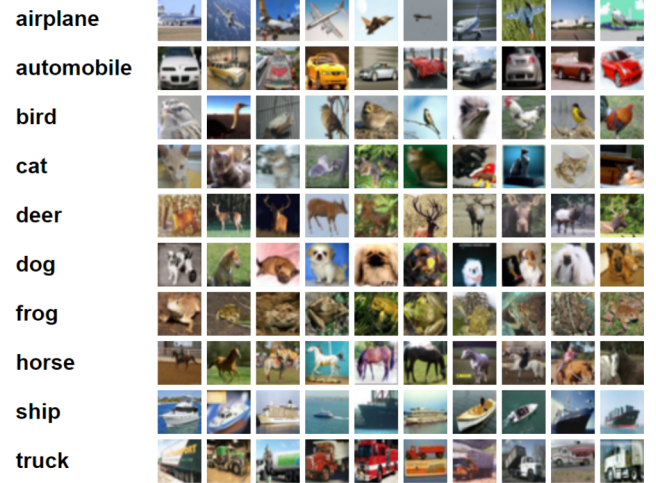 airplane
automobile
bird
cat
deer
dog
frog
horse
ship
truck